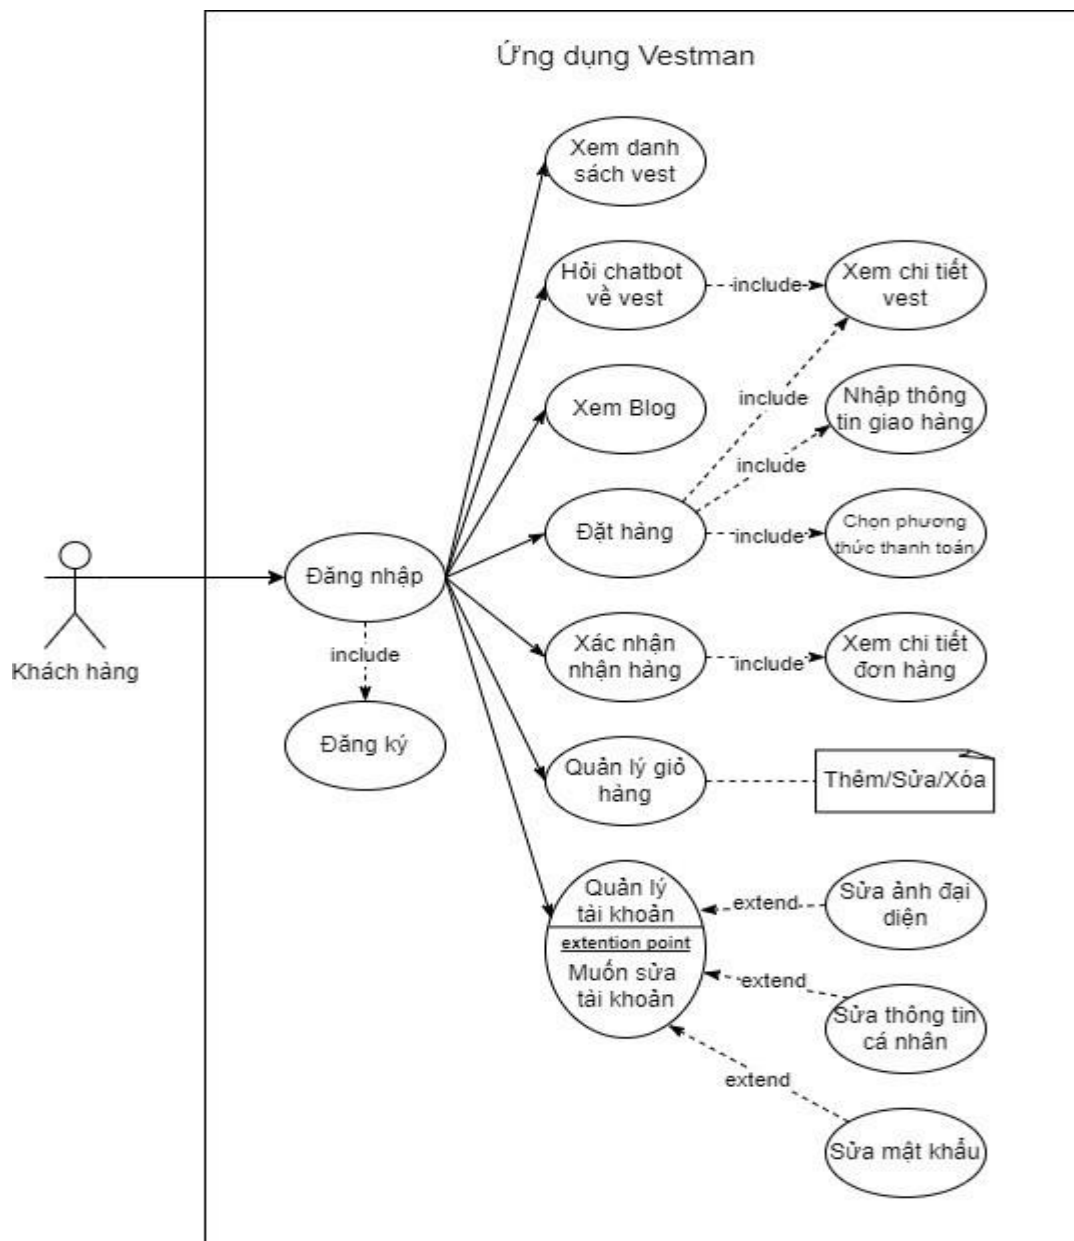 Ứng dụng Vestman
Xem danh
sách vest
Hỏi chatbot
về vest
include
Xem chi tiết
vest
include
Xem Blog
Nhập thông
tin giao hàng
include
Đặt hàng
include
Chọn phương
thức thanh toán
Khách hàng
Đăng nhập
include
Đăng ký
Xác nhận
nhận hàng
include
Xem chi tiết
đơn hàng
Quản lý giỏ
hàng
Thêm/Sửa/Xóa
Quản lý
tài khoản
extention point
Muốn sửa
tài khoản
extend
Sửa ảnh đại
diện
extend
Sửa thông tin
cá nhân
extend
Sửa mật khẩu